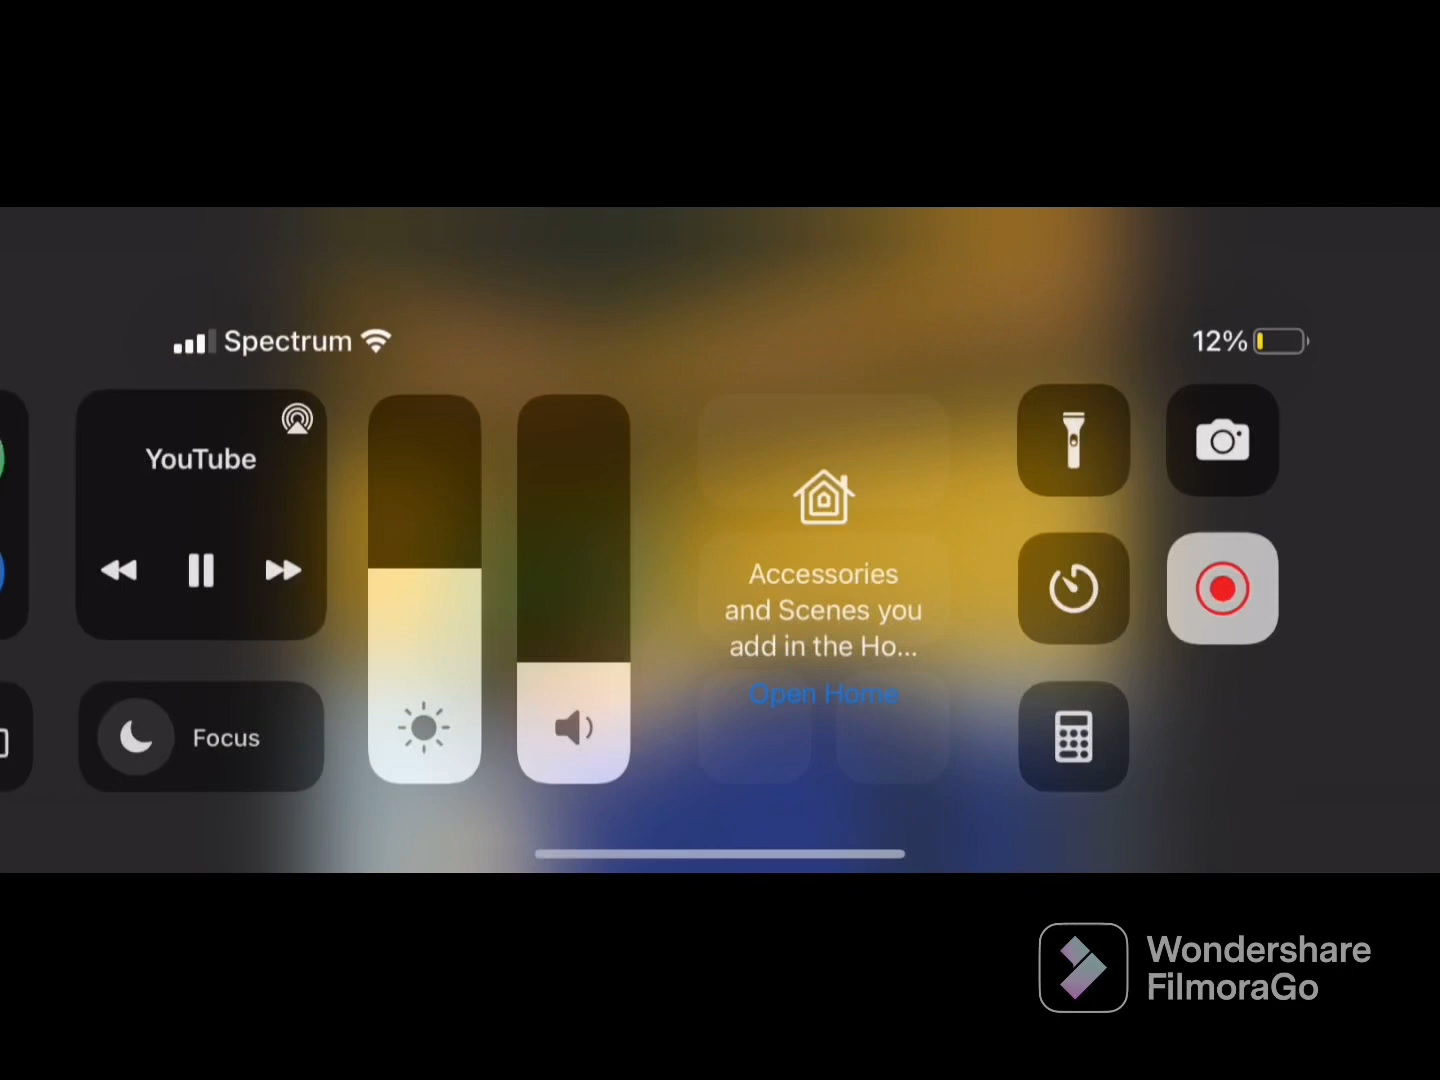 Spectrum
12%
YouTube
Accessories
and Scenes you
add in the Ho...
Open Home
Focus
Wondershare
FilmoraGo